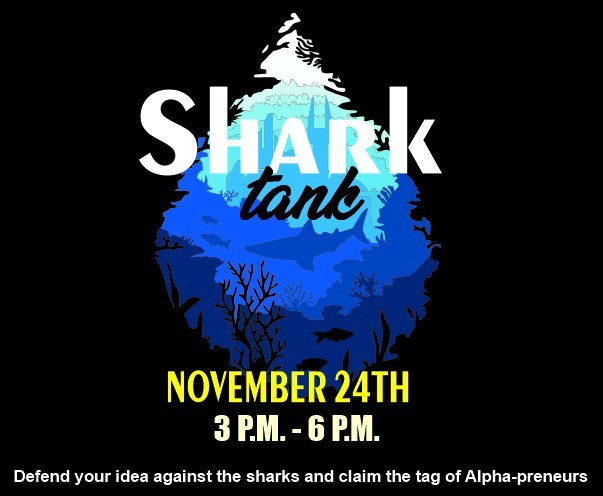 Shark
tank
NOVEMBER 24TH
3 P.M. - 6 P.M.
Defend your idea against the sharks and claim the tag of Alpha-preneurs